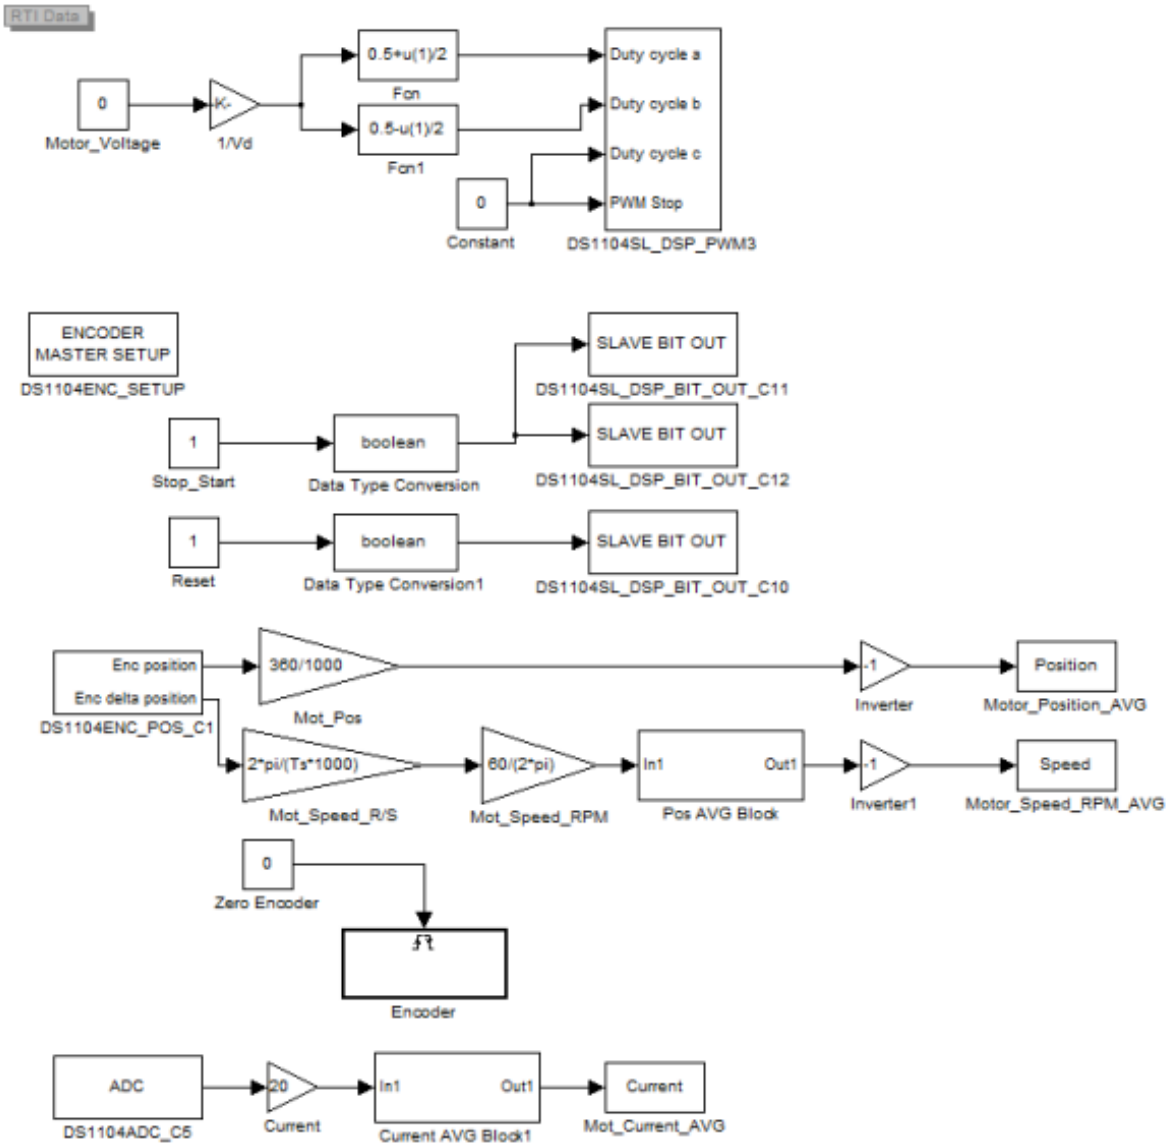 RTI Data
0
Motor_Voltage
K-
1/Vd
0.5+u(1)/2
Fcn
0.5-u(1)/2
Fcn1
0
Constant
Duty cycle a
Duty cycle b
Duty cycle c
PWM Stop
DS1104SL_DSP_PWM3
ENCODER
MASTER SETUP
DS1104ENC_SETUP
SLAVE BIT OUT
DS1104SL_DSP_BIT_OUT_C11
1
Stop_Start
boolean
Data Type Conversion
SLAVE BIT OUT
DS1104SL_DSP_BIT_OUT_C12
1
Reset
boolean
Data Type Conversion1
SLAVE BIT OUT
DS1104SL_DSP_BIT_OUT_C10
Enc position
Enc delta position
DS1104ENC_POS_C1
360/1000
Mot_Pos
-1
Inverter
Position
Motor_Position_AVG
2*pi/(Ts*1000)
Mot_Speed_R/S
60/(2*pi)
Mot_Speed_RPM
In1
Out1
Pos AVG Block
-1
Inverter1
Speed
Motor_Speed_RPM_AVG
0
Zero Encoder
Encoder
ADC
DS1104ADC_C5
20
Current
In1
Out1
Current AVG Block1
Current
Mot_Current_AVG